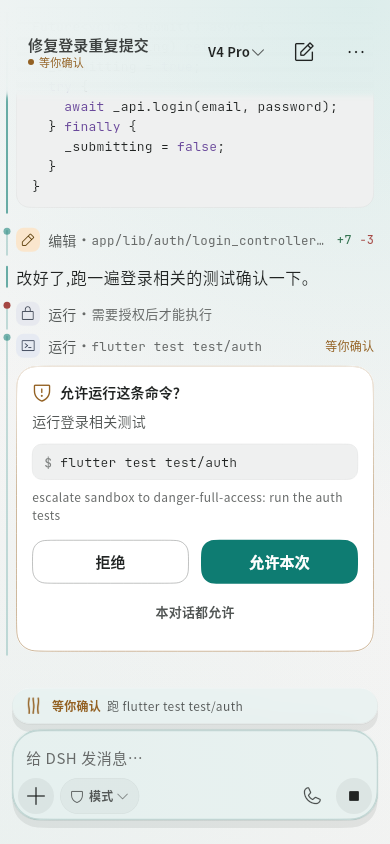 修复登录重复提交
等你确认
V4 Pro
await _api.login(email, password);
} finally {
_submitting = false;
}
}
编辑 • app/lib/auth/login_controller… +7 -3
改好了,跑一遍登录相关的测试确认一下。
运行 • 需要授权后才能执行
运行 • flutter test test/auth 等你确认
允许运行这条命令?
运行登录相关测试
$ flutter test test/auth
escalate sandbox to danger-full-access: run the auth
tests
拒绝 允许本次
本对话都允许
等你确认 跑 flutter test test/auth
给 DSH 发消息…
模式